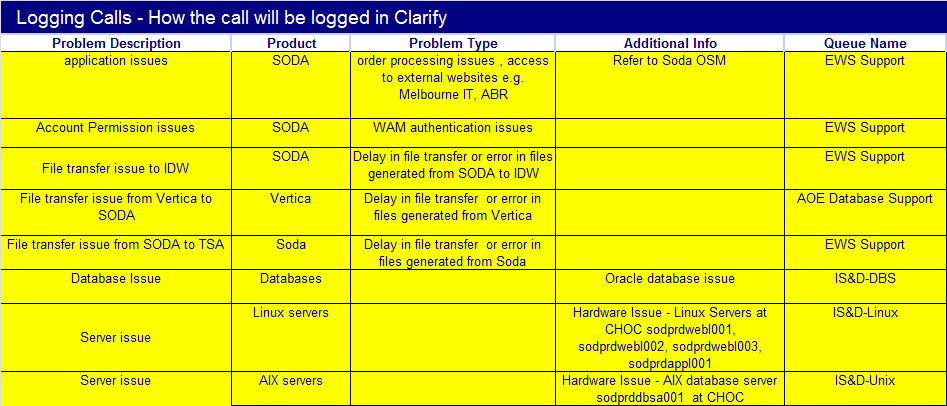 Logging Calls - How the call will be logged in Clarify
Problem Description Product Problem Type Additional Info Queue Name
application issues SODA order processing issues , access Refer to Soda OSM EWS Support
to external websites e.g.
Melbourne IT, ABR
Account Permission issues SODA WAM authentication issues EWS Support
File transfer issue to IDW SODA Delay in file transfer or error in files EWS Support
generated from SODA to IDW
File transfer issue from Vertica to Vertica Delay in file transfer or error in AOE Database Support
SODA files generated from Vertica
File transfer issue from SODA to TSA Soda Delay in file transfer or error in EWS Support
files generated from Soda
Database Issue Databases Oracle database issue IS&D-DBS
Server issue Linux servers Hardware Issue - Linux Servers at IS&D-Linux
CHOC sodprdwebl001,
sodprdwebl002, sodprdwebl003,
sodprdappl001
Server issue AIX servers Hardware Issue - AIX database server IS&D-Unix
sodprddbsa001 at CHOC